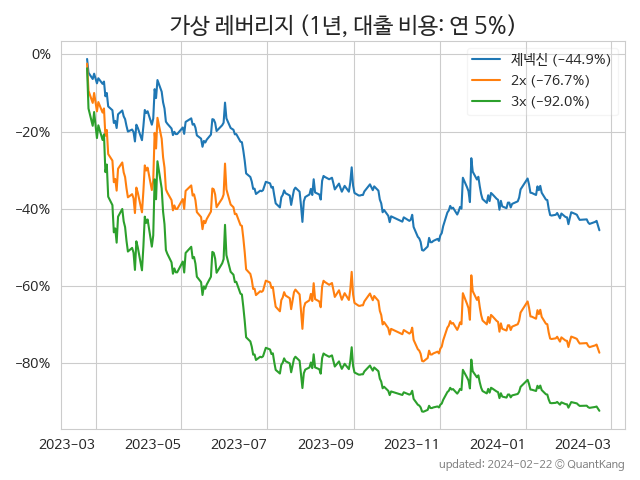 가상 레버리지 (1년, 대출 비용: 연 5%)
제넥신 (−44.9%)
2x (−76.7%)
3x (−92.0%)
0%
−20%
−40%
−60%
−80%
2023-03 2023-05 2023-07 2023-09 2023-11 2024-01 2024-03
updated: 2024-02-22 © QuantKang